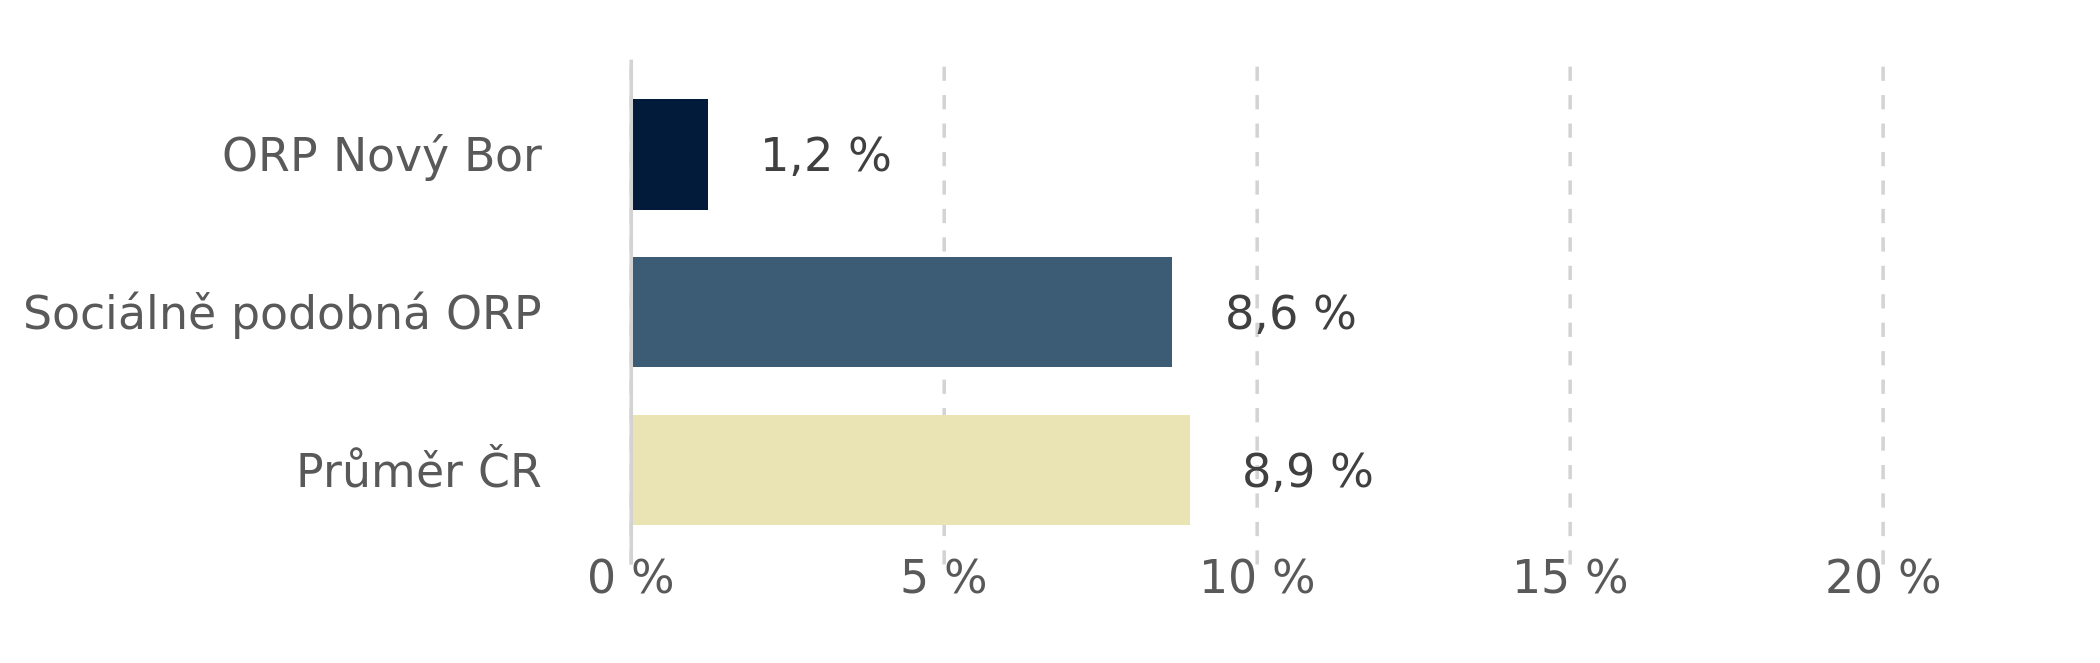 ORP Nový Bor 1,2 %
Sociálně podobná ORP 8,6 %
Průměr ČR 8,9 %
0 % 5 % 10 % 15 % 20 %